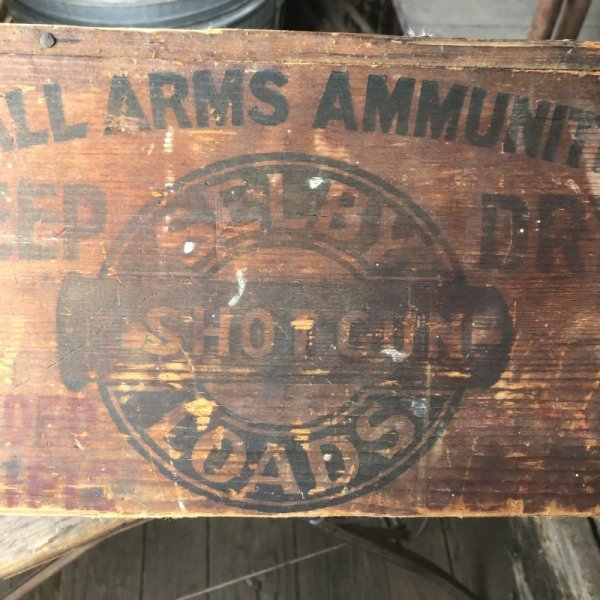 ALL ARMS AMMUNIT
EEP DR
SELBY
SHOTGUN
LOADS